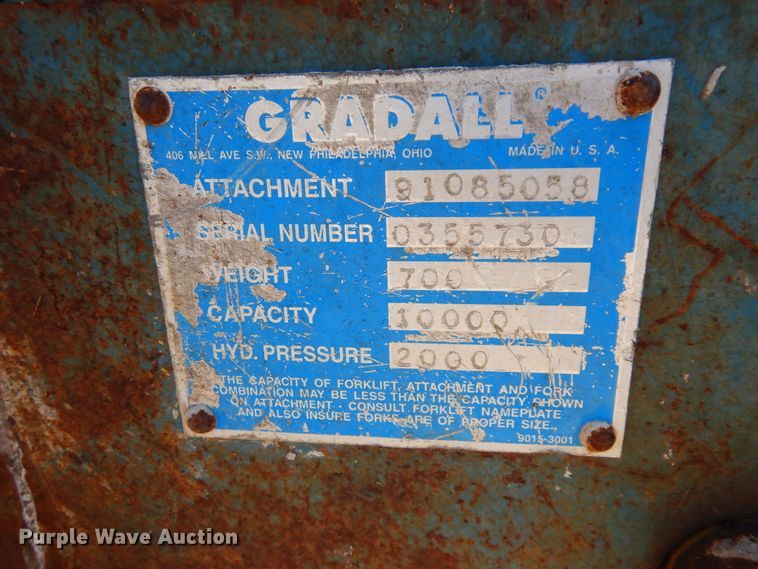 GRADALL®
406 MILL AVE S.W., NEW PHILADELPHIA, OHIO MADE IN U. S. A.
ATTACHMENT 91085058
SERIAL NUMBER 0355730
WEIGHT 700
CAPACITY 10000
HYD. PRESSURE 2000
THE CAPACITY OF FORKLIFT, ATTACHMENT AND FORK
COMBINATION MAY BE LESS THAN THE CAPACITY SHOWN
ON ATTACHMENT - CONSULT FORKLIFT NAMEPLATE
AND ALSO INSURE FORKS ARE OF PROPER SIZE.
9015-3001
Purple Wave Auction